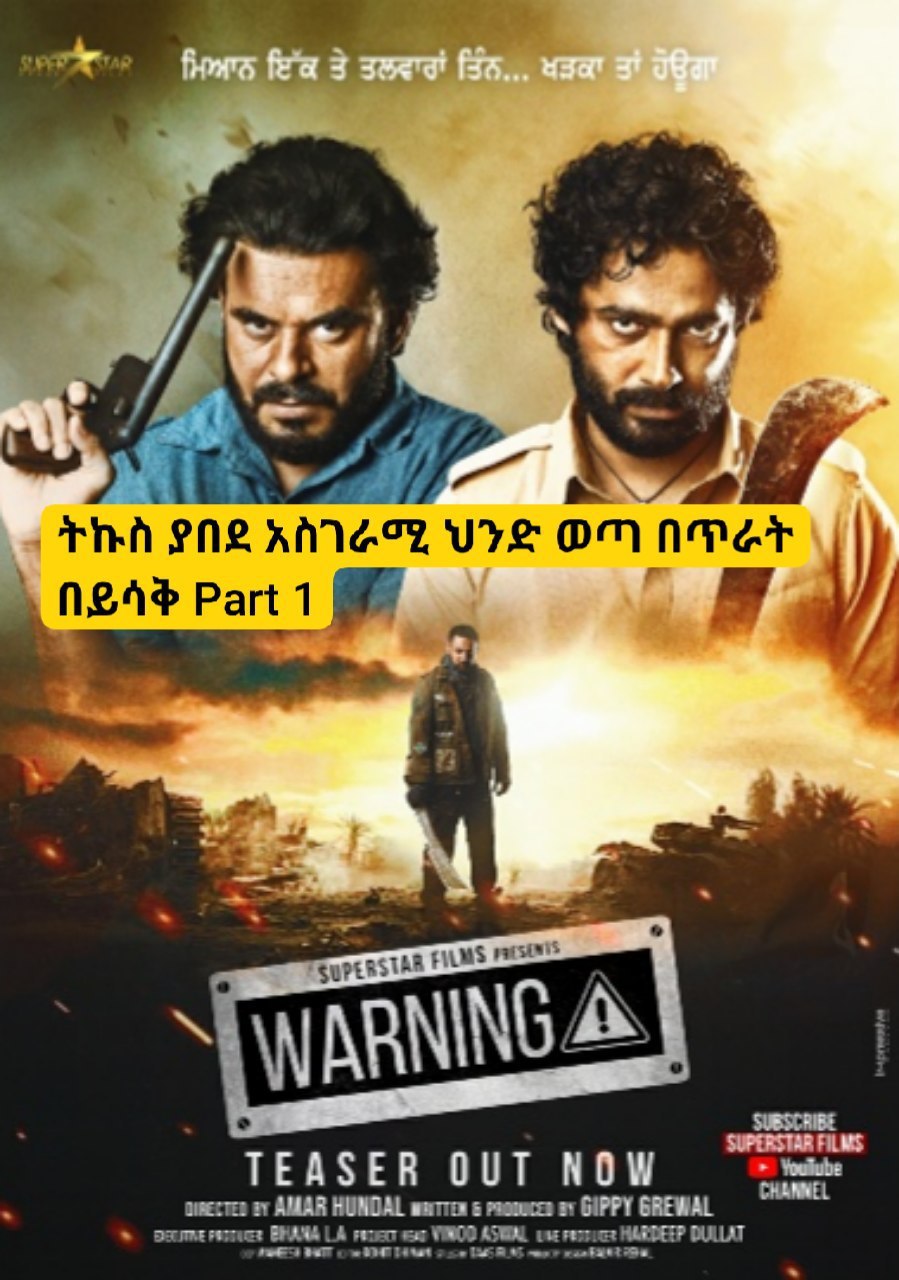 SUPER STAR
ਮਿਆਨ ਇੱਕ ਤੇ ਤਲਵਾਰਾਂ ਤਿੰਨ... ਖੜਕਾ ਤਾਂ ਹੋਊਗਾ
ትኩስ ያበደ አስገራሚ ህንድ ወጣ በጥራት
በይሳቅ Part 1
SUPERSTAR FILMS PRESENTS
WARNING
SUBSCRIBE
SUPERSTAR FILMS
YouTube
CHANNEL
TEASER OUT NOW
DIRECTED BY AMAR HUNDAL WRITTEN & PRODUCED BY GIPPY GREWAL
EXECUTIVE PRODUCER BHANA L.A PROJECT HEAD VINOD ASWAL LINE PRODUCER HARDEEP DULLAT